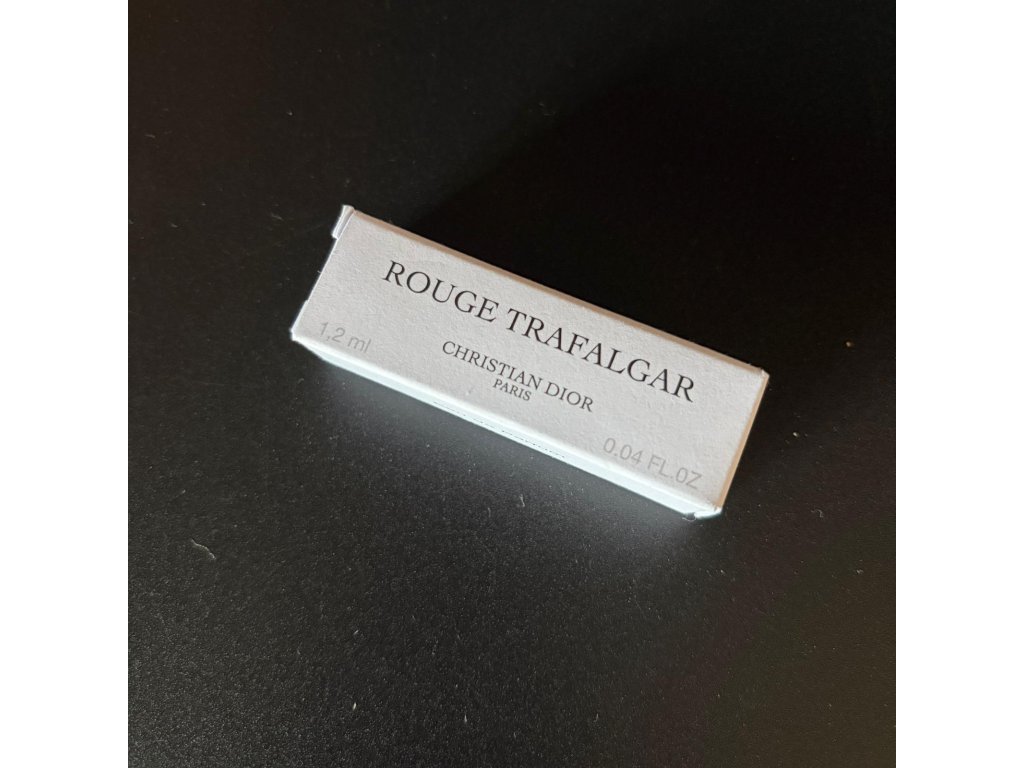 ROUGE TRAFALGAR
CHRISTIAN DIOR
PARIS
1,2 ml
0.04 FL.OZ